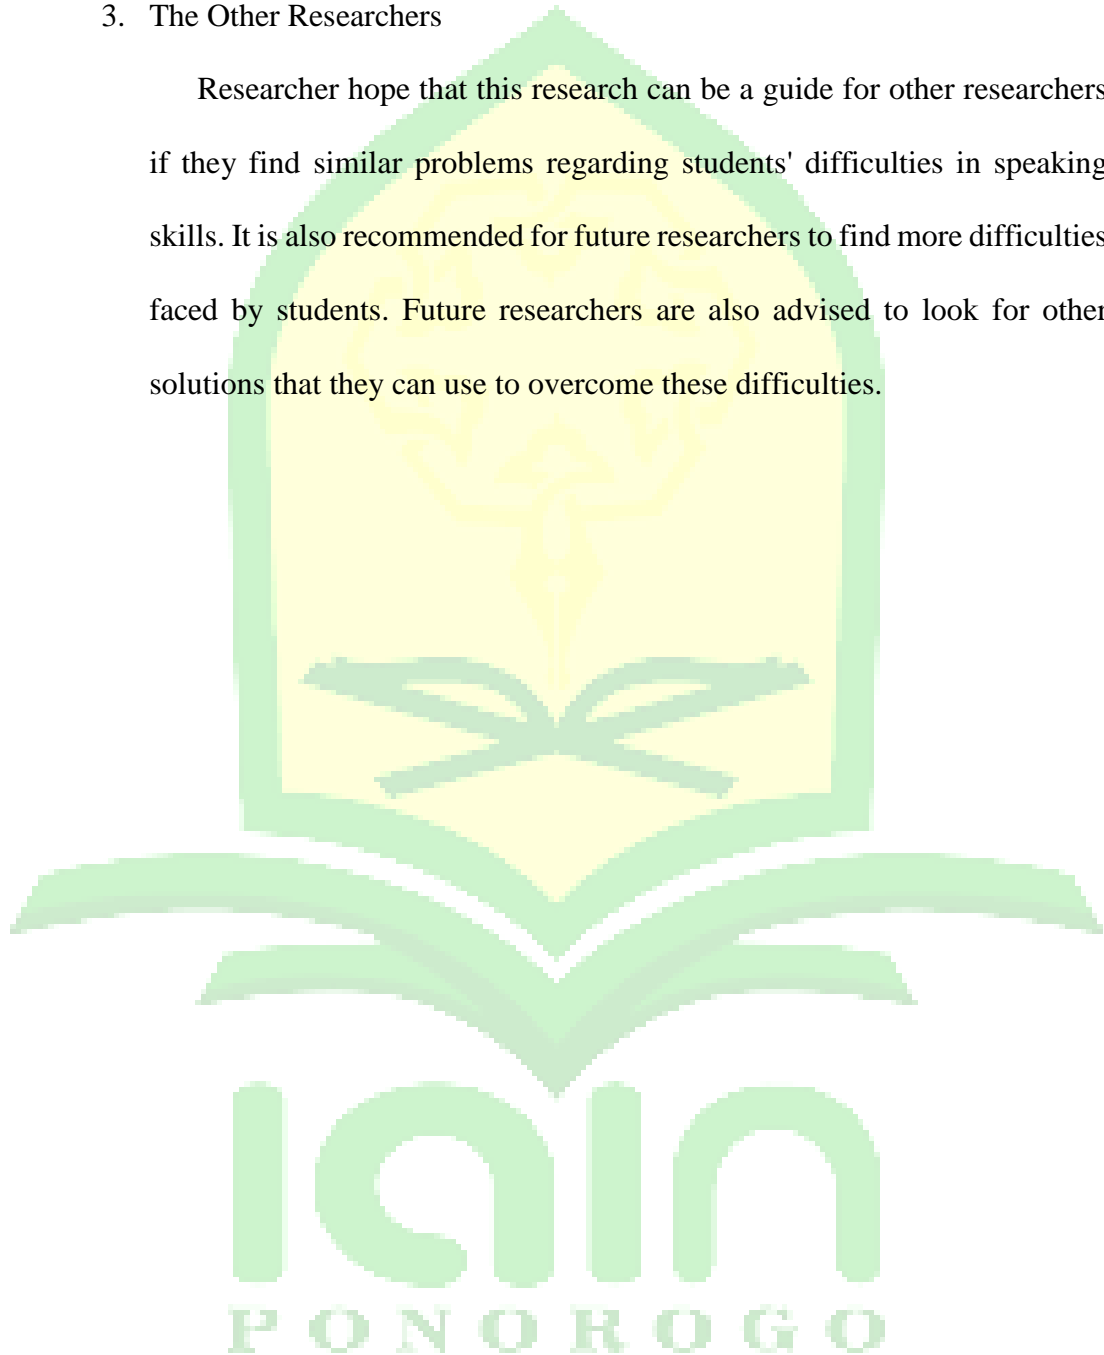 3. The Other Researchers
Researcher hope that this research can be a guide for other researchers
if they find similar problems regarding students' difficulties in speaking
skills. It is also recommended for future researchers to find more difficulties
faced by students. Future researchers are also advised to look for other
solutions that they can use to overcome these difficulties.
iain
PONOROGO